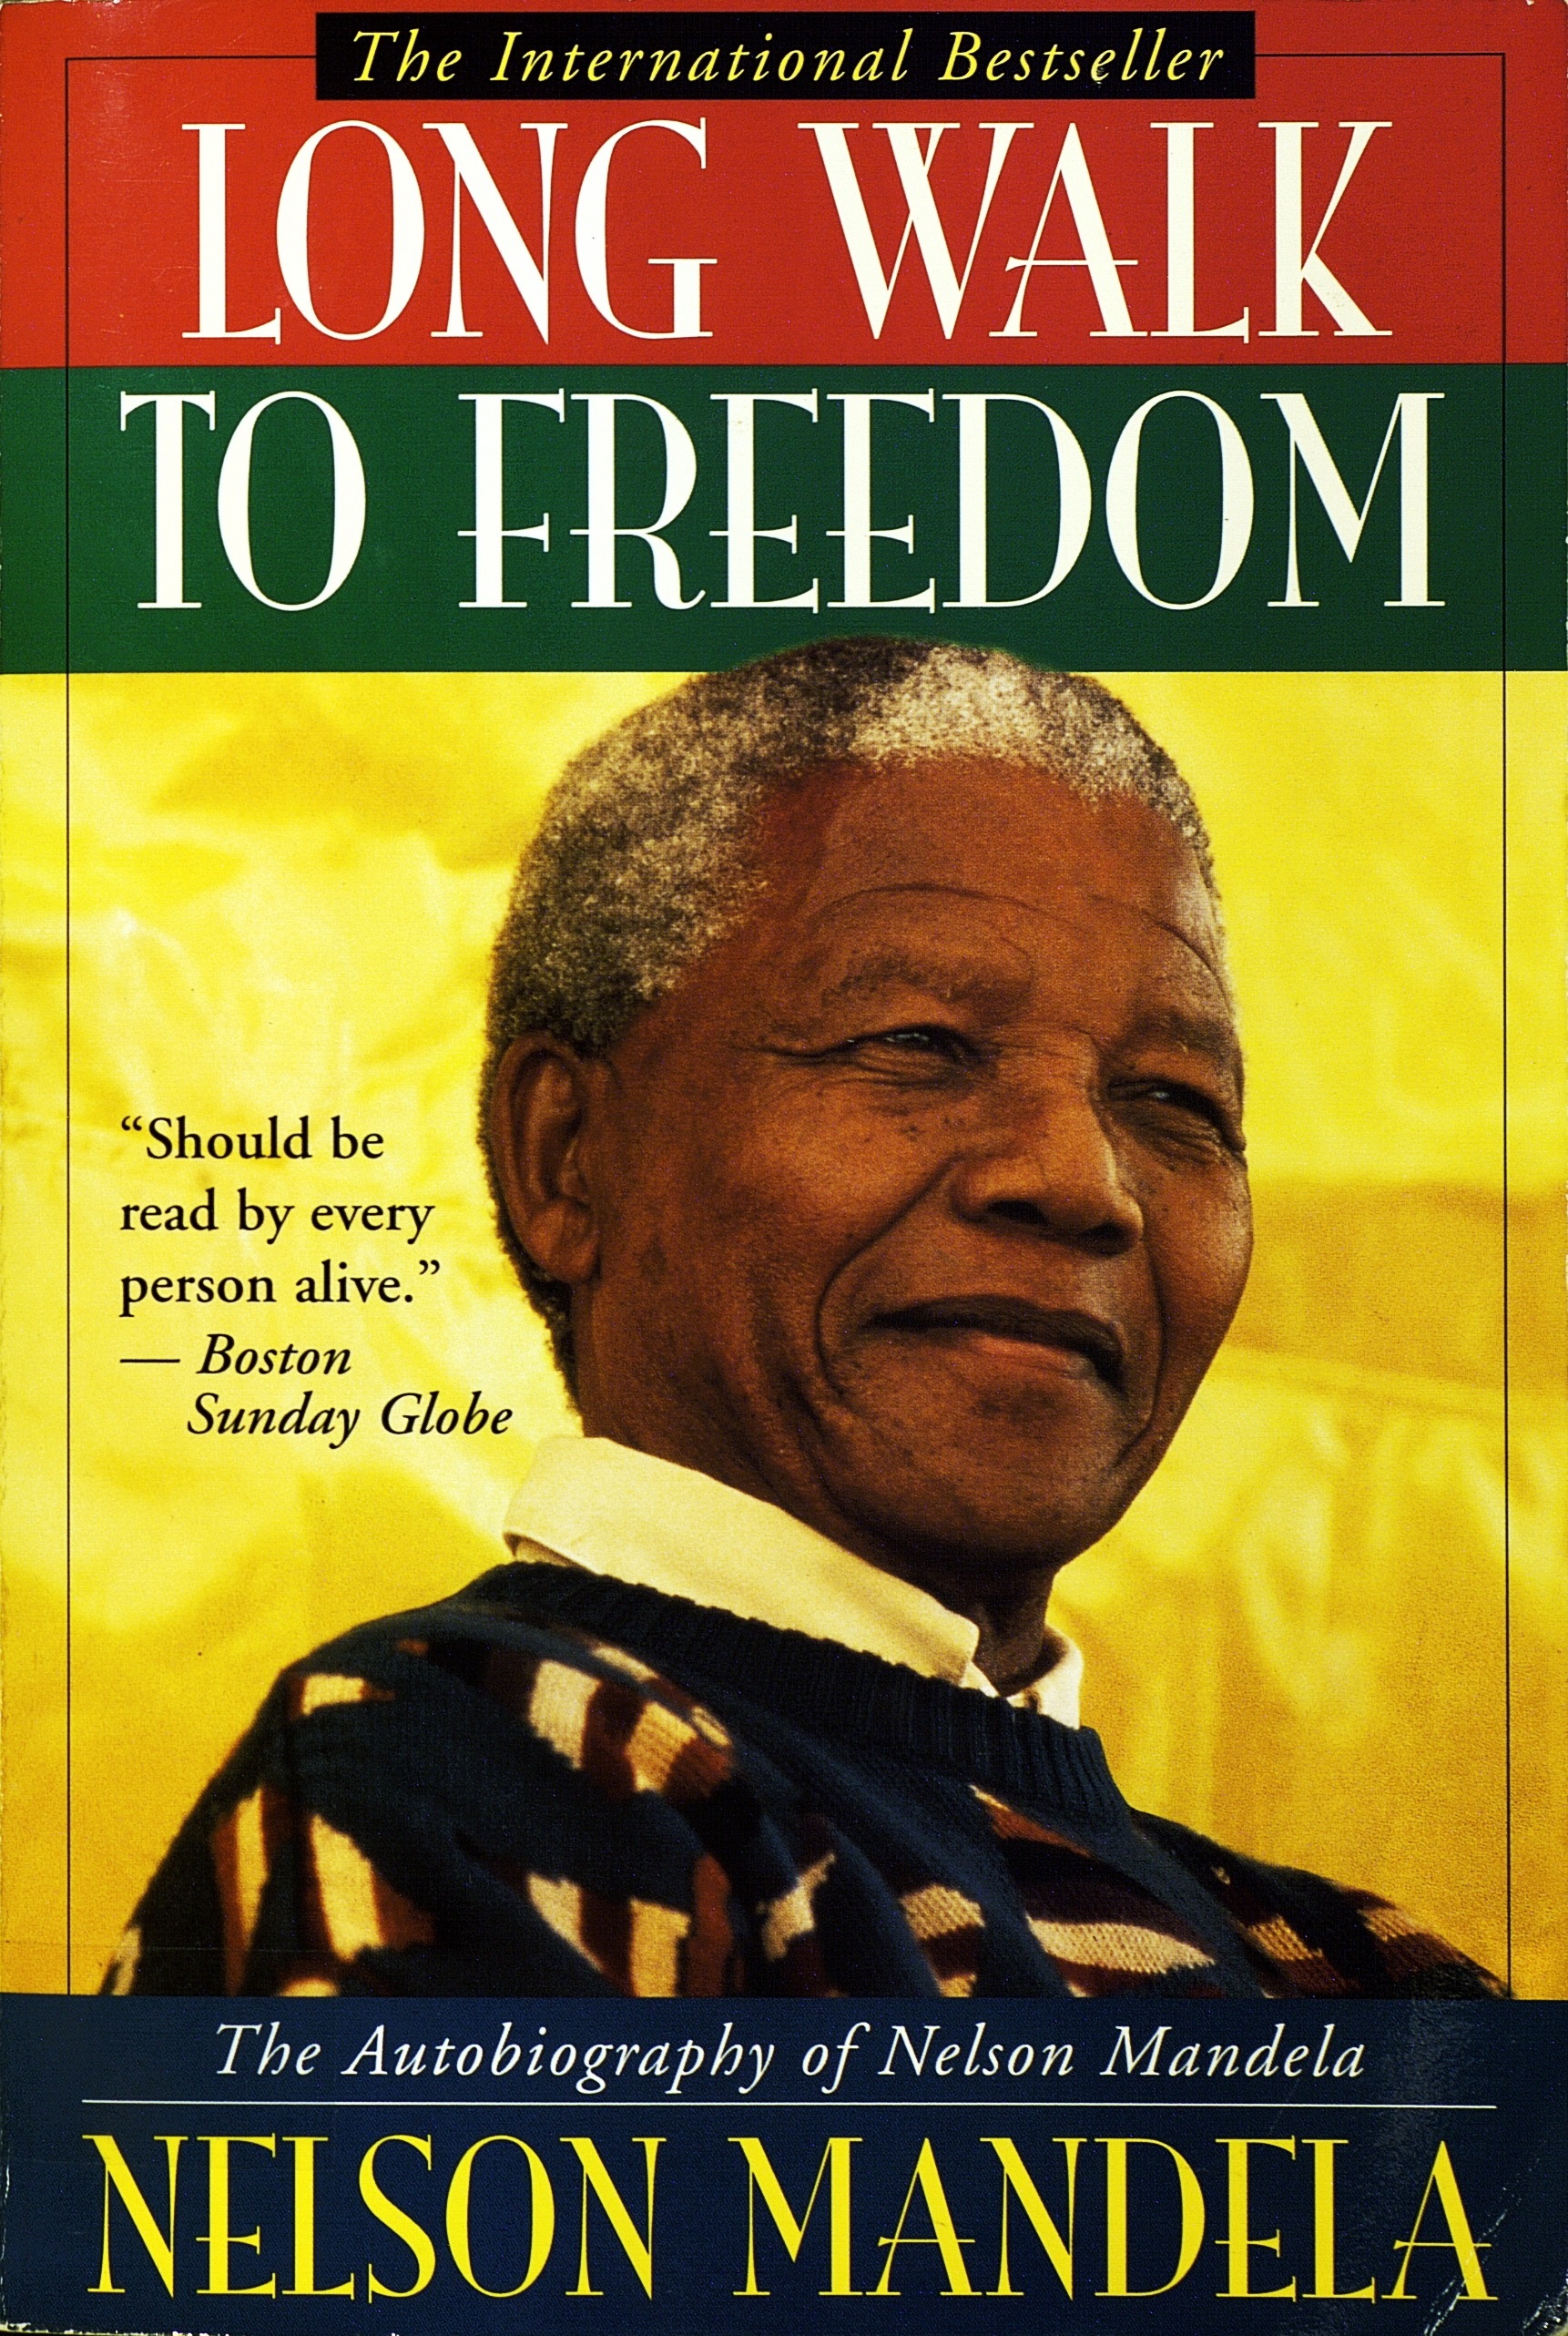 The International Bestseller
LONG WALK
TO FREEDOM
“Should be
read by every
person alive.”
— Boston
Sunday Globe
The Autobiography of Nelson Mandela
NELSON MANDELA